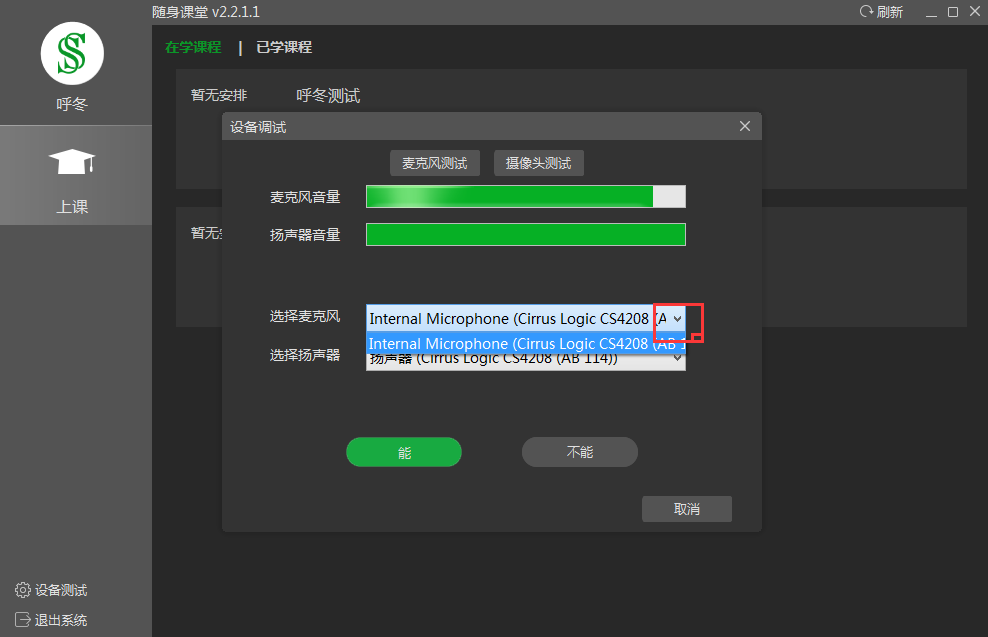 随身课堂 v2.2.1.1
刷新
呼冬
上课
在学课程 | 已学课程
暂无安排 呼冬测试
设备调试
麦克风测试 摄像头测试
麦克风音量
扬声器音量
暂无
选择麦克风 Internal Microphone (Cirrus Logic CS4208 (A
Internal Microphone (Cirrus Logic CS4208 (AB 1
选择扬声器 扬声器 (Cirrus Logic CS4208 (AB 114))
能 不能
取消
设备测试
退出系统